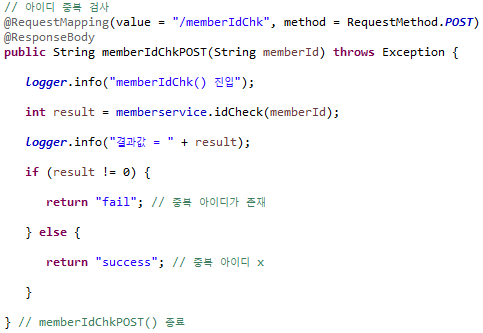 // 아이디 중복 검사
@RequestMapping(value = "/memberIdChk", method = RequestMethod.POST)
@ResponseBody
public String memberIdChkPOST(String memberId) throws Exception {
logger.info("memberIdChk() 진입");
int result = memberservice.idCheck(memberId);
logger.info("결과값 = " + result);
if (result != 0) {
return "fail"; // 중복 아이디가 존재
} else {
return "success"; // 중복 아이디 x
}
} // memberIdChkPOST() 종료